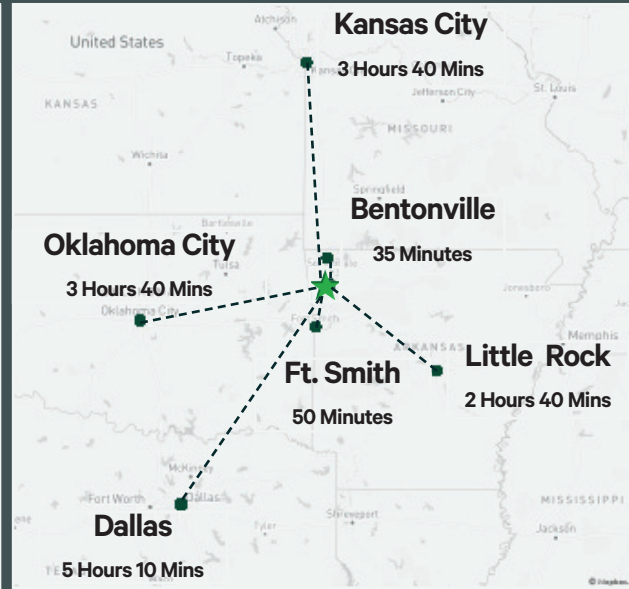 Atchison
Kansas City
United States
Topeka
3 Hours 40 Mins
Jefferson City
St. Louis
KANSAS
MISSOURI
Wichita
Springfield
Bentonville
Bartlesville
Oklahoma City
35 Minutes
Tulsa
3 Hours 40 Mins
Jonesboro
Oklahoma City
Memphis
ARKANSAS
Little Rock
Ft. Smith
2 Hours 40 Mins
50 Minutes
McKinney
Fort Worth
Dallas
MISSISSIPPI
Shreveport
Dallas
Tyler
Jackson
5 Hours 10 Mins